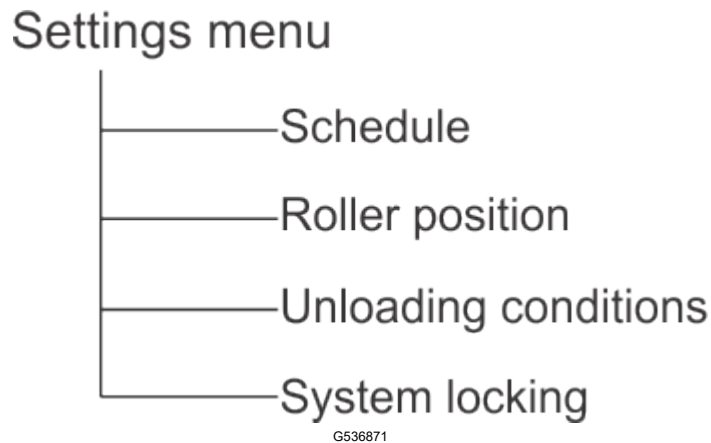 Settings menu
Schedule
Roller position
Unloading conditions
System locking
G536871